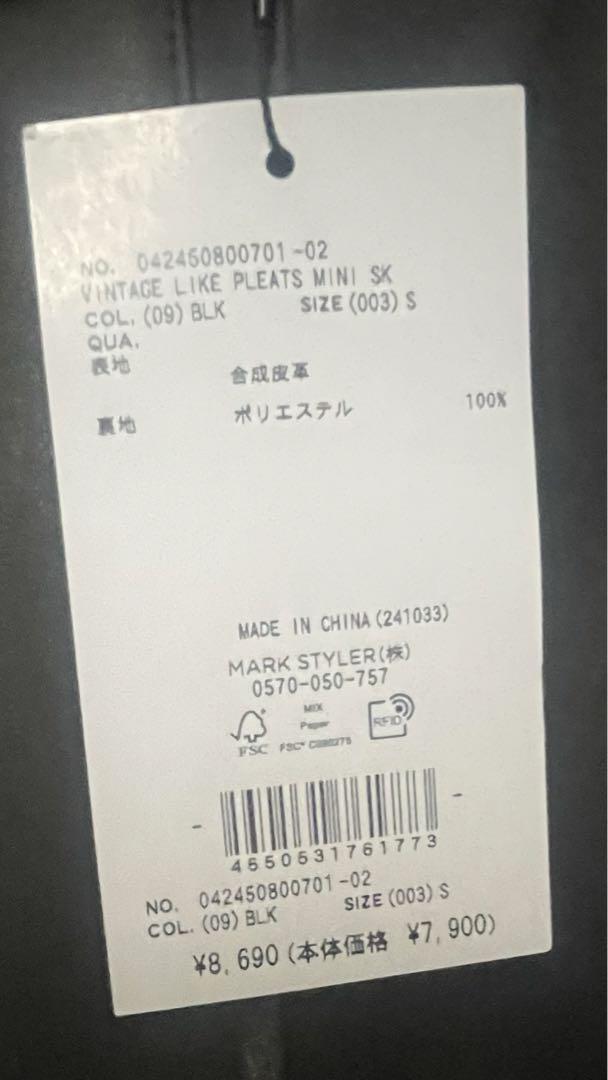 NO. 042450800701-02
VINTAGE LIKE PLEATS MINI SK
COL. (09) BLK SIZE (003) S
QUA.
表地 合成皮革
裏地 ポリエステル 100%
MADE IN CHINA (241033)
MARK STYLER(株)
0570-050-757
MIX
Paper
FSC FSC® RFID
4550531761773
NO. 042450800701-02
COL. (09) BLK SIZE (003) S
¥8,690 (本体価格 ¥7,900)